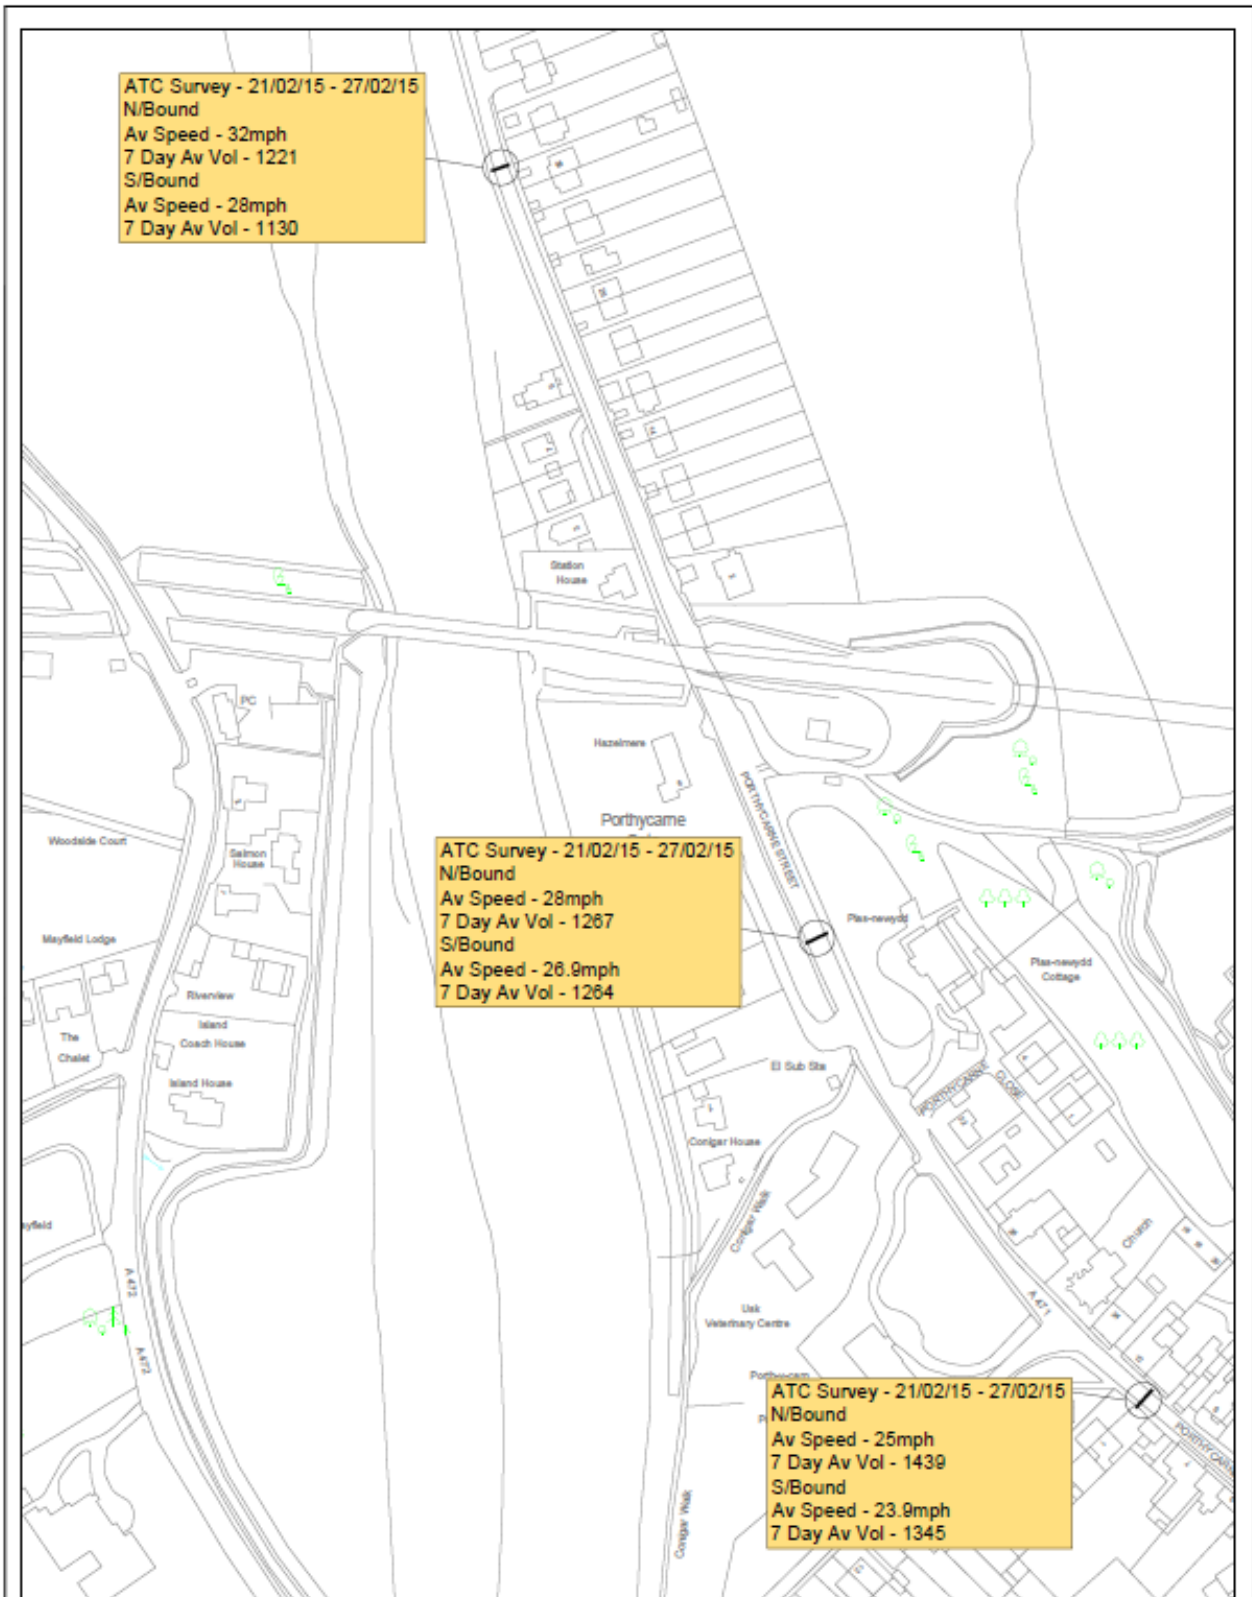 ATC Survey - 21/02/15 - 27/02/15
N/Bound
Av Speed - 32mph
7 Day Av Vol - 1221
S/Bound
Av Speed - 28mph
7 Day Av Vol - 1130
Station
House
PC
Hazelmere
PORTHYCARNE STREET
Porthycarne
Woodside Court
Salmon
House
ATC Survey - 21/02/15 - 27/02/15
N/Bound
Av Speed - 28mph
7 Day Av Vol - 1267
S/Bound
Av Speed - 26.9mph
7 Day Av Vol - 1264
Plas-newydd
Mayfield Lodge
Plas-newydd
Cottage
Riverview
Island
Coach House
The
Chalet
Island House
El Sub Sta
PORTHYCARNE
CLOSE
Conigar House
Conigar Walk
Church
ayfield
A 472
A 471
Usk
Veterinary Centre
A472
ATC Survey - 21/02/15 - 27/02/15
N/Bound
Av Speed - 25mph
7 Day Av Vol - 1439
S/Bound
Av Speed - 23.9mph
7 Day Av Vol - 1345
Conigar Walk